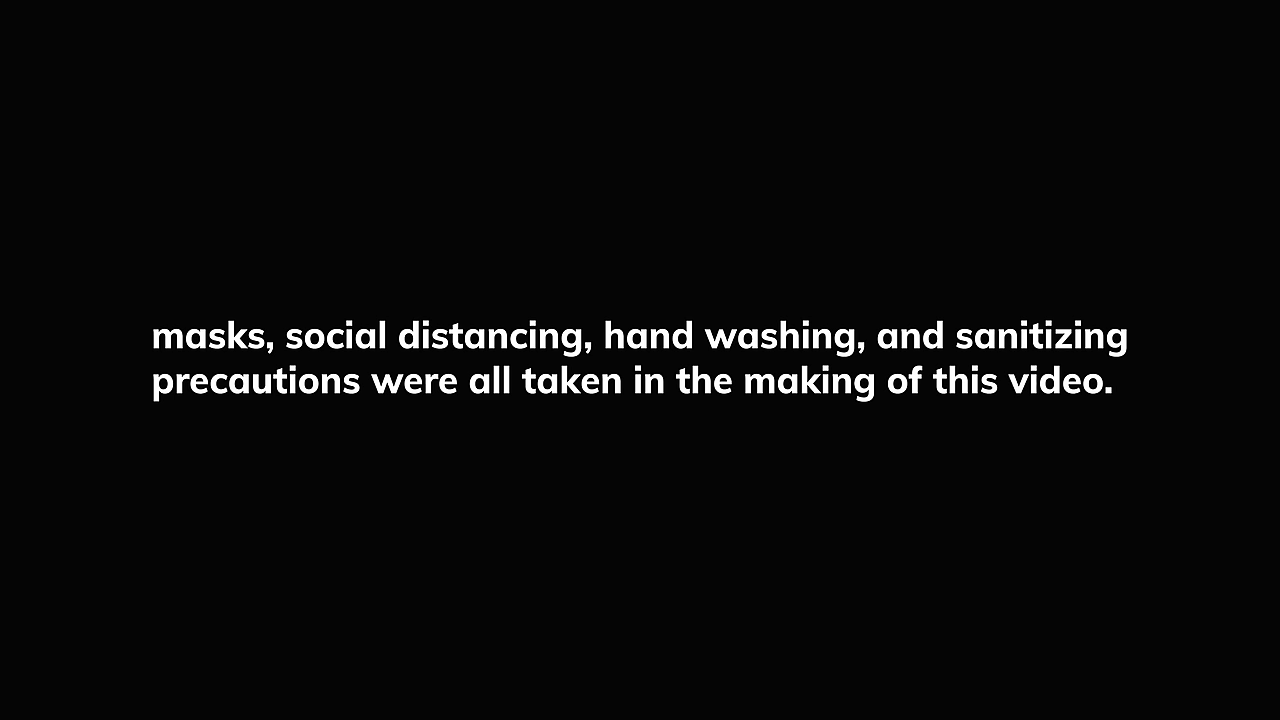 masks, social distancing, hand washing, and sanitizing
precautions were all taken in the making of this video.